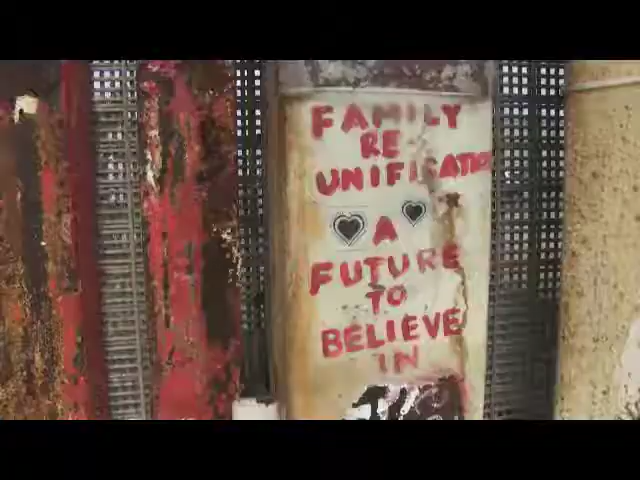 FAMILY
RE-
UNIFICATION
A
FUTURE
TO
BELIEVE
IN